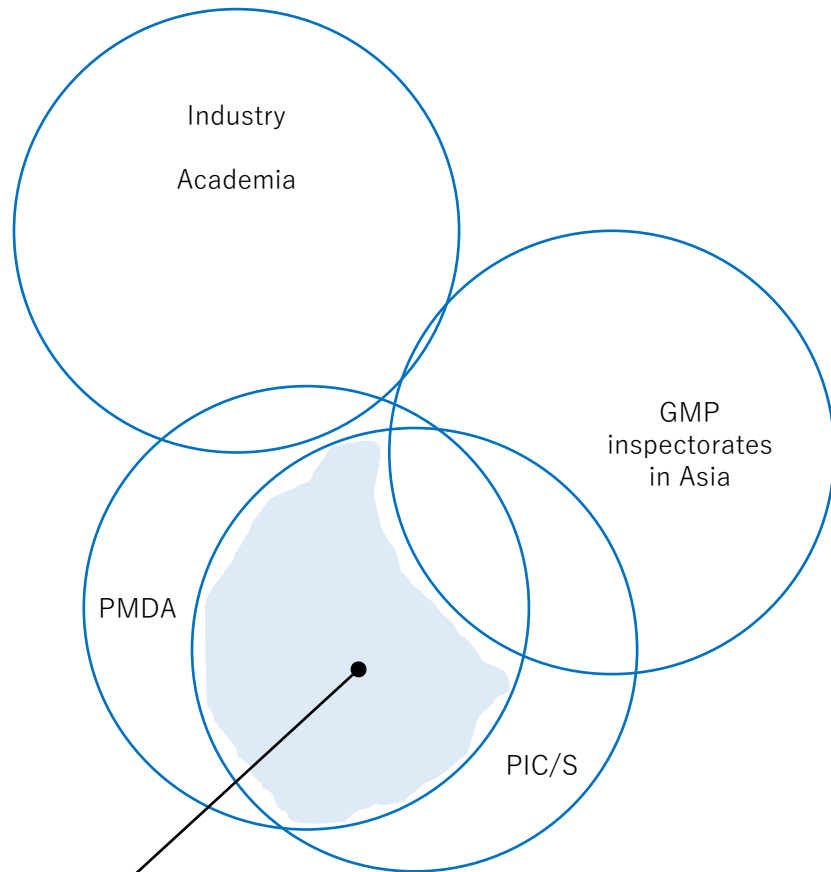 Industry
Academia
GMP
inspectorates
in Asia
PMDA
PIC/S